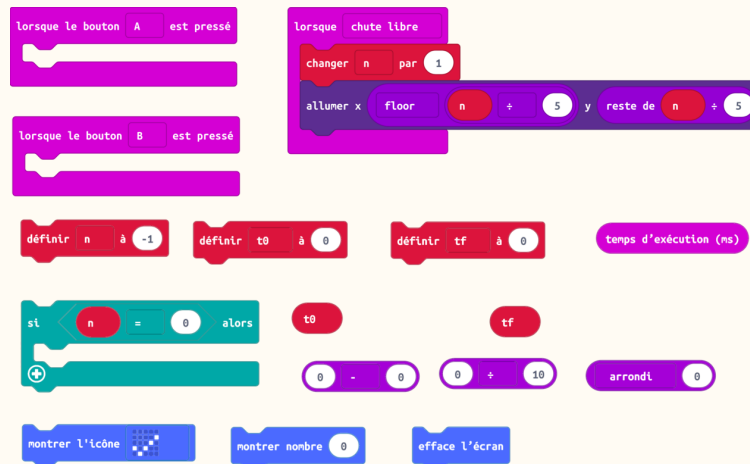 lorsque le bouton A est pressé
lorsque chute libre
changer n par 1
allumer x floor n ÷ 5 y reste de n ÷ 5
lorsque le bouton B est pressé
définir n à -1
définir t0 à 0
définir tf à 0
temps d'exécution (ms)
si n = 0 alors
t0
tf
0 - 0
0 ÷ 10
arrondi 0
montrer l'icône
montrer nombre 0
efface l'écran